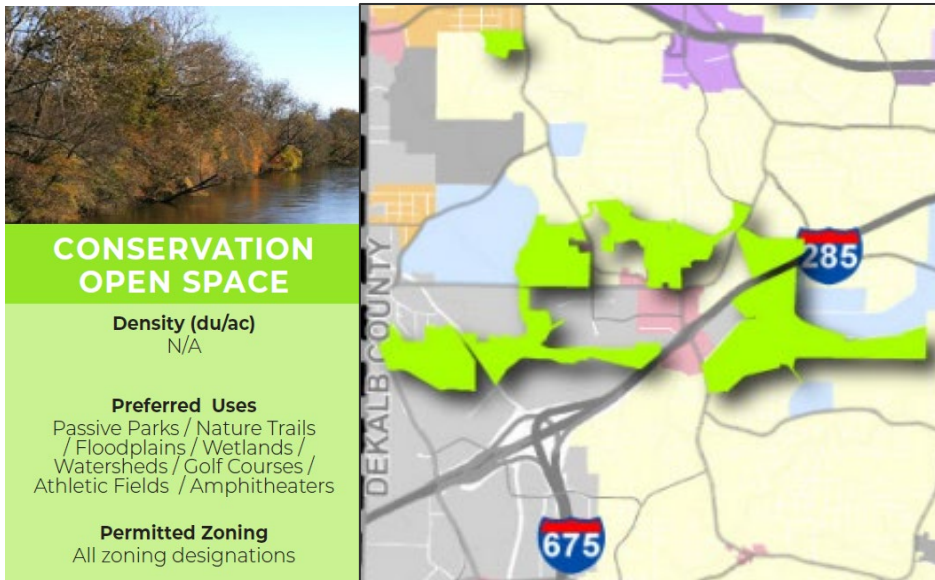 CONSERVATION
OPEN SPACE
Density (du/ac)
N/A
Preferred Uses
Passive Parks / Nature Trails
/ Floodplains / Wetlands /
Watersheds / Golf Courses /
Athletic Fields / Amphitheaters
Permitted Zoning
All zoning designations
DEKALB COUNTY
285
675